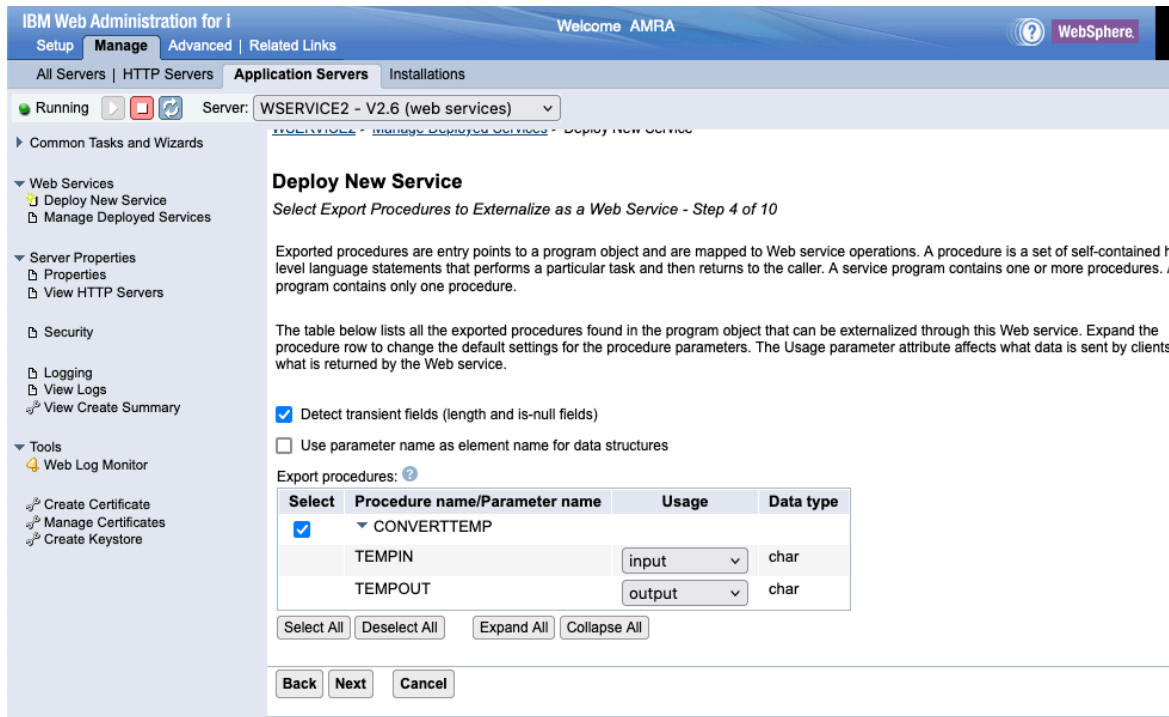 IBM Web Administration for i
Welcome AMRA
WebSphere.
Setup Manage Advanced | Related Links
All Servers | HTTP Servers Application Servers Installations
Running Server: WSERVICE2 - V2.6 (web services)
WSERVICE2 > Manage Deployed Services > Deploy New Service
Common Tasks and Wizards
Web Services
Deploy New Service
Manage Deployed Services
Server Properties
Properties
View HTTP Servers
Security
Logging
View Logs
View Create Summary
Tools
Web Log Monitor
Create Certificate
Manage Certificates
Create Keystore
Deploy New Service
Select Export Procedures to Externalize as a Web Service - Step 4 of 10
Exported procedures are entry points to a program object and are mapped to Web service operations. A procedure is a set of self-contained
level language statements that performs a particular task and then returns to the caller. A service program contains one or more procedures.
program contains only one procedure.
The table below lists all the exported procedures found in the program object that can be externalized through this Web service. Expand the
procedure row to change the default settings for the procedure parameters. The Usage parameter attribute affects what data is sent by clients
what is returned by the Web service.
Detect transient fields (length and is-null fields)
Use parameter name as element name for data structures
Export procedures: ?
Select Procedure name/Parameter name Usage Data type
CONVERTTEMP
TEMPIN input char
TEMPOUT output char
Select All Deselect All Expand All Collapse All
Back Next Cancel